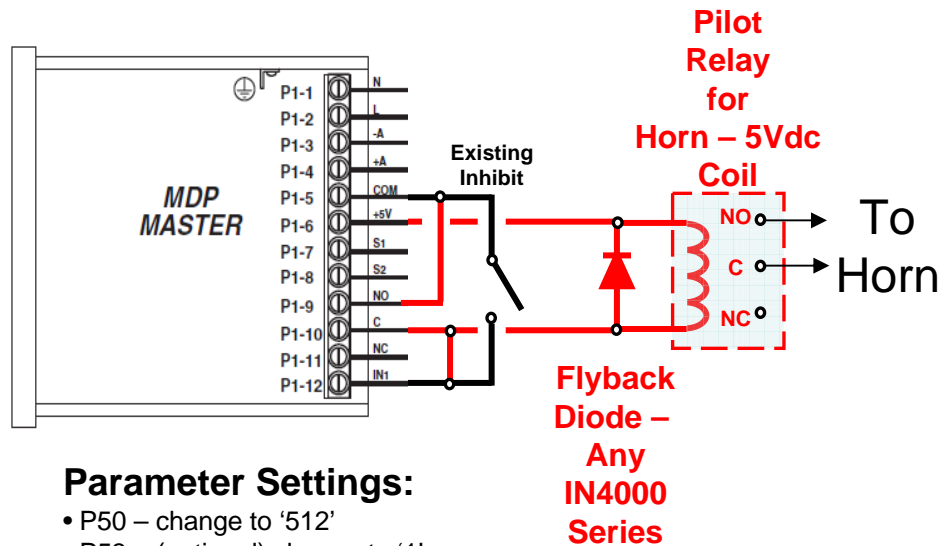 Pilot
Relay
for
Horn – 5Vdc
Coil
P1-1 N
P1-2 L
P1-3 -A
P1-4 +A
P1-5 COM
P1-6 +5V
P1-7 S1
P1-8 S2
P1-9 NO
P1-10 C
P1-11 NC
P1-12 IN1
MDP
MASTER
Existing
Inhibit
NO
C
NC
To
Horn
Flyback
Diode –
Any
IN4000
Series
Parameter Settings:
• P50 – change to ‘512’